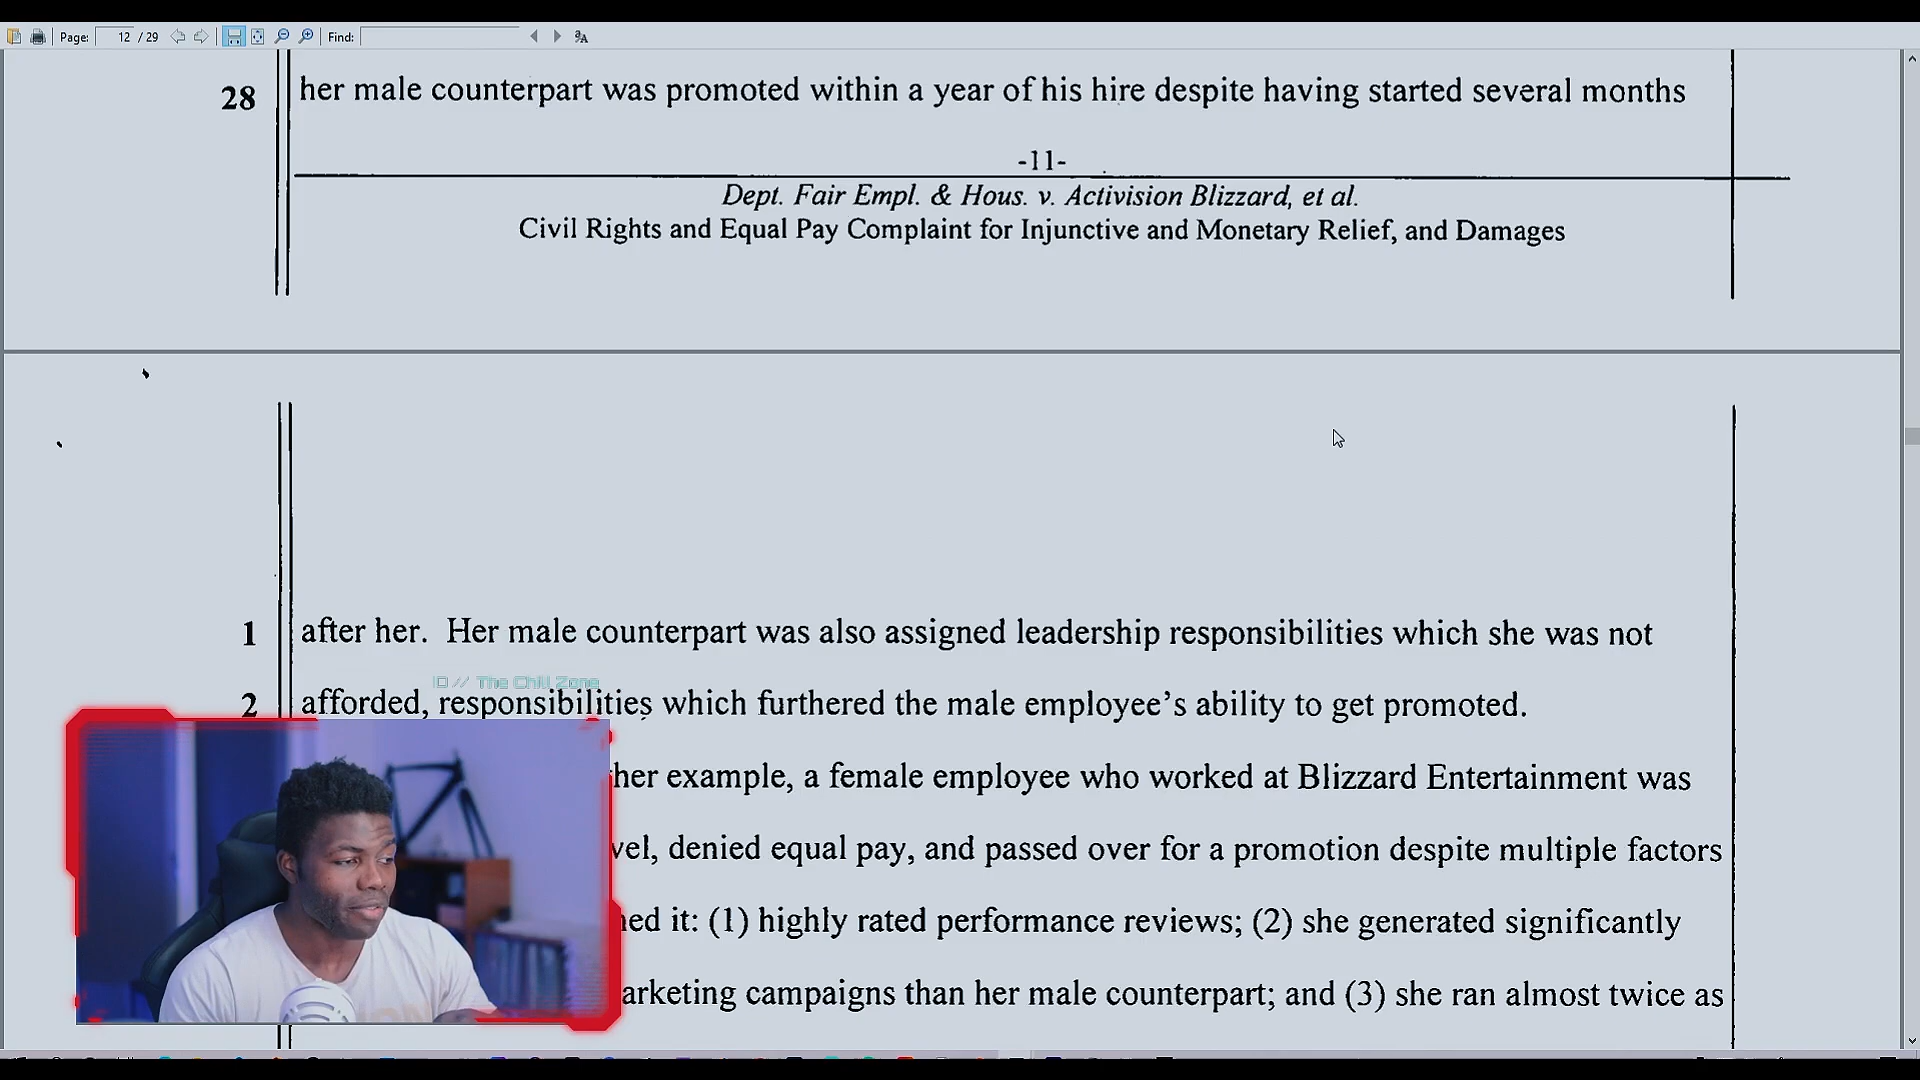 Page: 12 / 29 Find:
28 her male counterpart was promoted within a year of his hire despite having started several months
-11-
Dept. Fair Empl. & Hous. v. Activision Blizzard, et al.
Civil Rights and Equal Pay Complaint for Injunctive and Monetary Relief, and Damages
1 after her. Her male counterpart was also assigned leadership responsibilities which she was not
// The Chill Zone
2 afforded, responsibilities which furthered the male employee's ability to get promoted.
her example, a female employee who worked at Blizzard Entertainment was
vel, denied equal pay, and passed over for a promotion despite multiple factors
ned it: (1) highly rated performance reviews; (2) she generated significantly
arketing campaigns than her male counterpart; and (3) she ran almost twice as